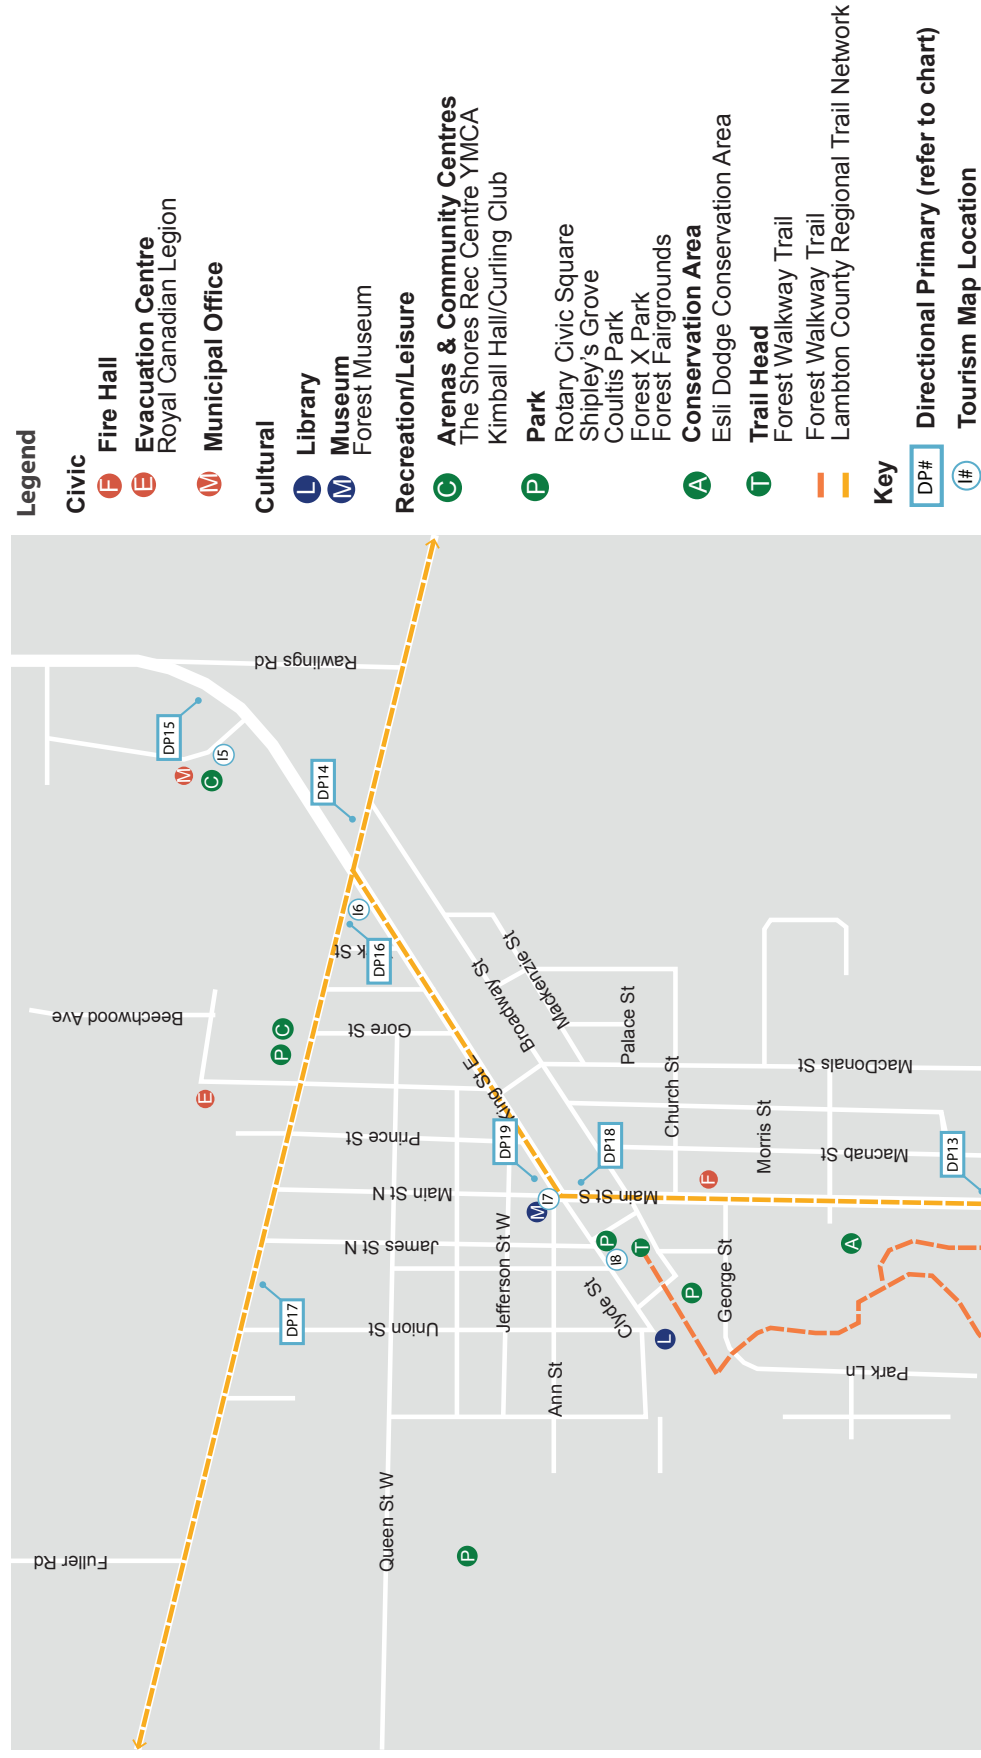 Legend
Civic
F Fire Hall
E Evacuation Centre
Royal Canadian Legion
M Municipal Office
Cultural
L Library
M Museum
Forest Museum
Recreation/Leisure
C Arenas & Community Centres
The Shores Rec Centre YMCA
Kimball Hall/Curling Club
P Park
Rotary Civic Square
Shipley's Grove
Coultis Park
Forest X Park
Forest Fairgrounds
A Conservation Area
Esli Dodge Conservation Area
T Trail Head
Forest Walkway Trail
Forest Walkway Trail
Lambton County Regional Trail Network
Key
DP# Directional Primary (refer to chart)
I# Tourism Map Location
Fuller Rd
Beechwood Ave
Rawlings Rd
DP15
M
C
I5
DP14
I6
k St
DP16
P
C
E
Gore St
Prince St
Main St N
James St N
Union St
DP17
Queen St W
P
King St E
DP19
DP18
Jefferson St W
Ann St
M
I7
Main St S
P
I8
T
Clyde St
L
P
Broadway St
Mackenzie St
Palace St
Church St
MacDonals St
Morris St
Macnab St
DP13
F
George St
A
Park Ln